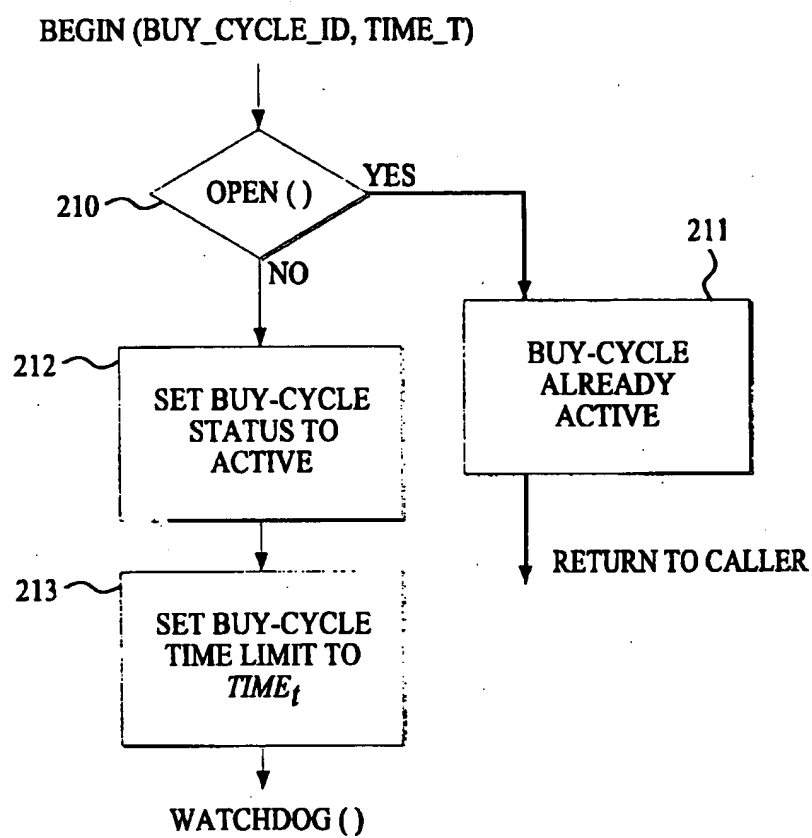 BEGIN (BUY_CYCLE_ID, TIME_T)
OPEN ( )
210
YES
NO
211
BUY-CYCLE
ALREADY
ACTIVE
212
SET BUY-CYCLE
STATUS TO
ACTIVE
RETURN TO CALLER
213
SET BUY-CYCLE
TIME LIMIT TO
TIMEt
WATCHDOG ( )